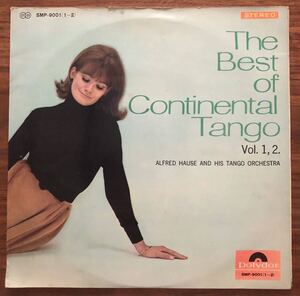 SMP-9001(1~2)
STEREO
The
Best
of
Continental
Tango
Vol. 1, 2.
ALFRED HAUSE AND HIS TANGO ORCHESTRA
Polydor
SMP-9001(1~2)